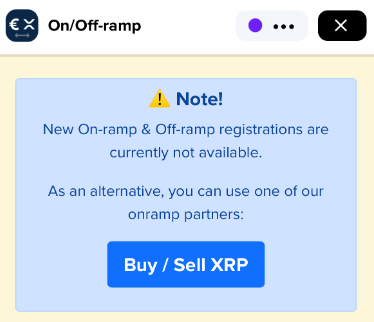 € X
On/Off-ramp
Note!
New On-ramp & Off-ramp registrations are
currently not available.
As an alternative, you can use one of our
onramp partners:
Buy / Sell XRP